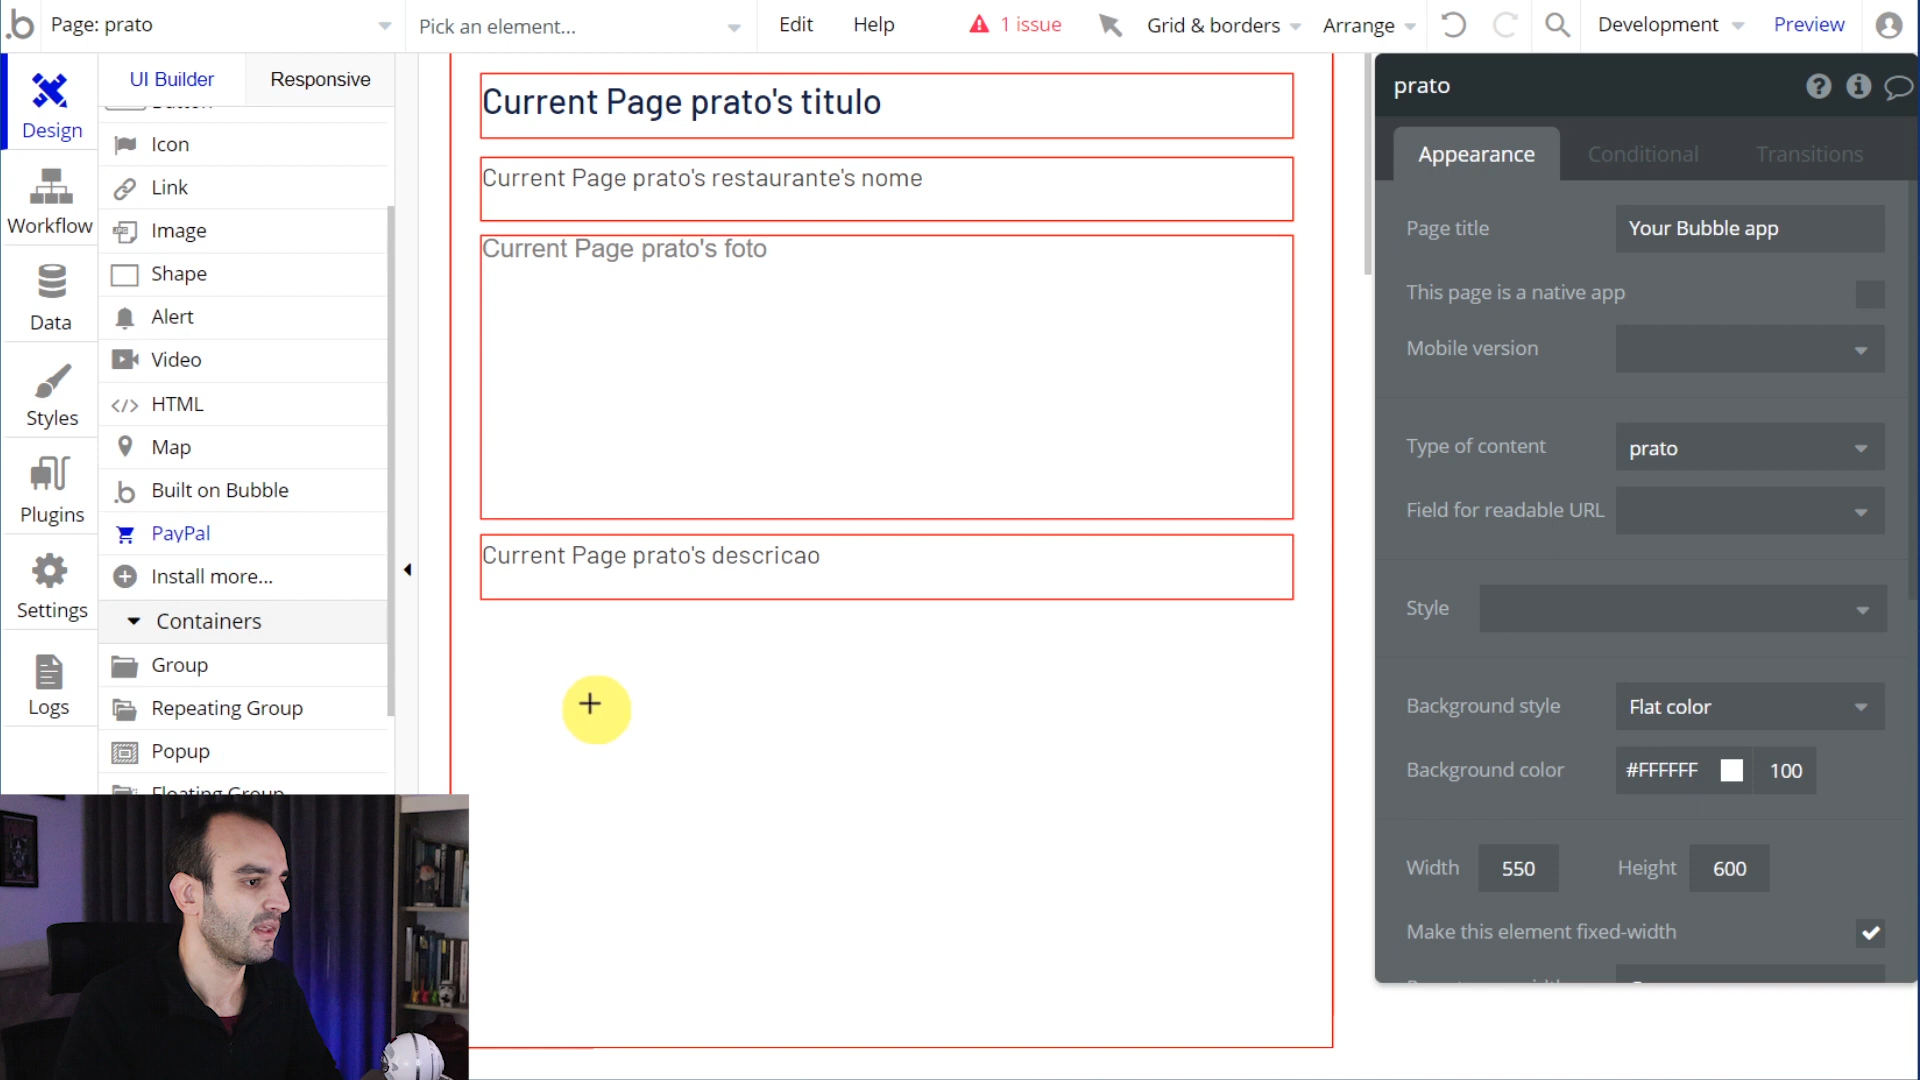 Page: prato
Pick an element...
Edit
Help
1 issue
Grid & borders
Arrange
Development
Preview
UI Builder
Responsive
Design
Workflow
Data
Styles
Plugins
Settings
Logs
Button
Icon
Link
Image
Shape
Alert
Video
HTML
Map
Built on Bubble
PayPal
Install more...
Containers
Group
Repeating Group
Popup
Floating Group
Current Page prato's titulo
Current Page prato's restaurante's nome
Current Page prato's foto
Current Page prato's descricao
prato
Appearance
Conditional
Transitions
Page title
Your Bubble app
This page is a native app
Mobile version
Type of content
prato
Field for readable URL
Style
Background style
Flat color
Background color
#FFFFFF
100
Width
550
Height
600
Make this element fixed-width